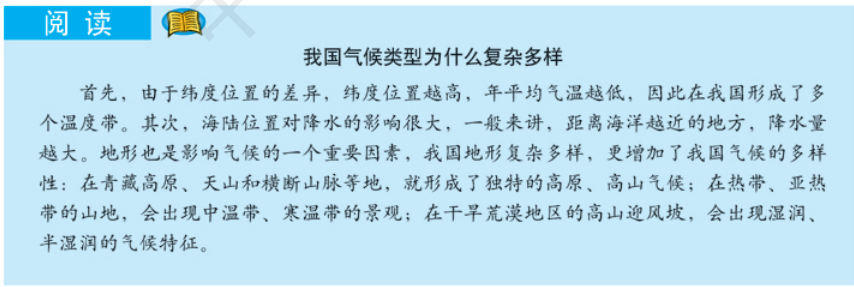 阅读
我国气候类型为什么复杂多样
首先，由于纬度位置的差异，纬度位置越高，年平均气温越低，因此在我国形成了多
个温度带。其次，海陆位置对降水的影响很大，一般来讲，距离海洋越近的地方，降水量
越大。地形也是影响气候的一个重要因素，我国地形复杂多样，更增加了我国气候的多样
性：在青藏高原、天山和横断山脉等地，就形成了独特的高原、高山气候；在热带、亚热
带的山地，会出现中温带、寒温带的景观；在干旱荒漠地区的高山迎风坡，会出现湿润、
半湿润的气候特征。